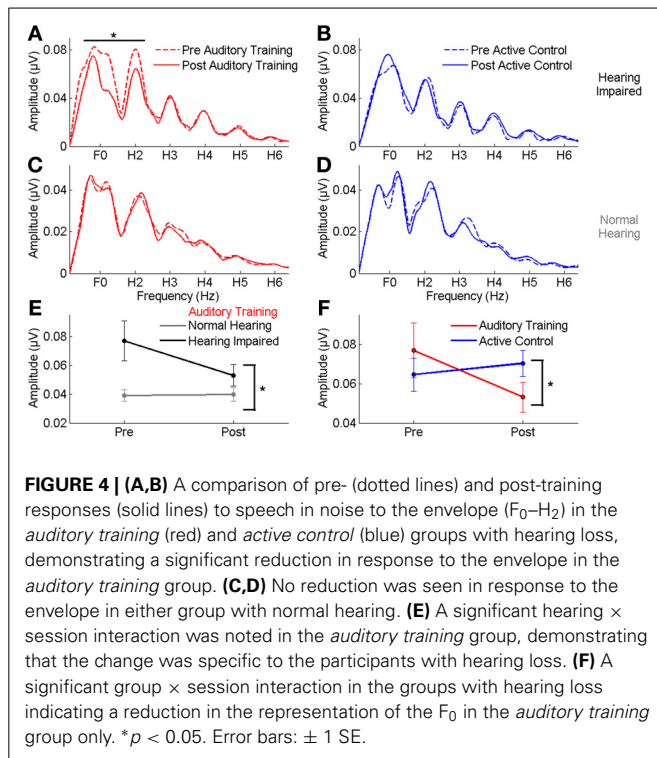 A
*
Pre Auditory Training
Post Auditory Training
0.08
0.04
0
Amplitude (µV)
F0 H2 H3 H4 H5 H6
B
Pre Active Control
Post Active Control
0.08
0.04
0
Amplitude (µV)
F0 H2 H3 H4 H5 H6
Hearing
Impaired
C
0.04
0.02
0
Amplitude (µV)
F0 H2 H3 H4 H5 H6
Frequency (Hz)
D
0.04
0.02
0
Amplitude (µV)
F0 H2 H3 H4 H5 H6
Frequency (Hz)
Normal
Hearing
E
Auditory Training
Normal Hearing
Hearing Impaired
0.08
0.06
0.04
0.02
Amplitude (µV)
*
Pre Post
F
Auditory Training
Active Control
0.08
0.06
0.04
Amplitude (µV)
*
Pre Post
FIGURE 4 | (A,B) A comparison of pre- (dotted lines) and post-training
responses (solid lines) to speech in noise to the envelope (F₀–H₂) in the
auditory training (red) and active control (blue) groups with hearing loss,
demonstrating a significant reduction in response to the envelope in the
auditory training group. (C,D) No reduction was seen in response to the
envelope in either group with normal hearing. (E) A significant hearing ×
session interaction was noted in the auditory training group, demonstrating
that the change was specific to the participants with hearing loss. (F) A
significant group × session interaction in the groups with hearing loss
indicating a reduction in the representation of the F₀ in the auditory training
group only. *p < 0.05. Error bars: ± 1 SE.